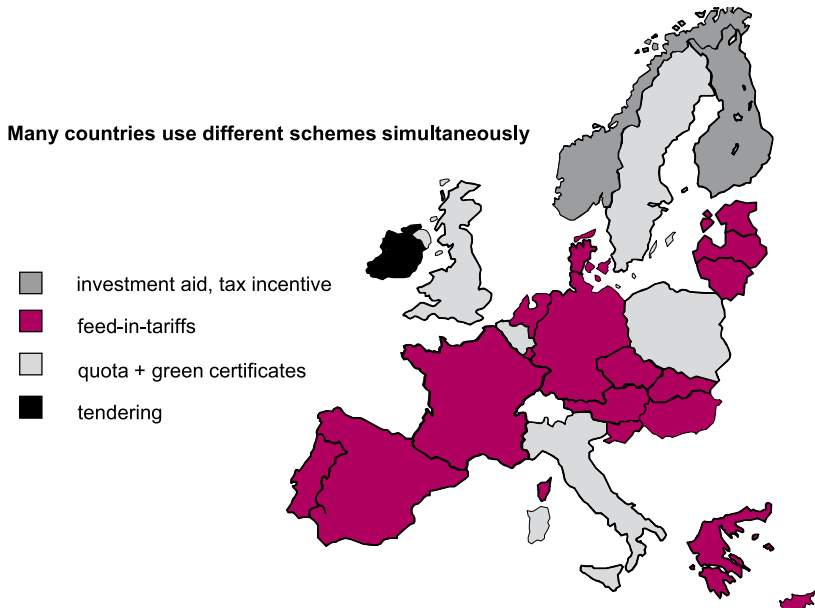 Many countries use different schemes simultaneously
investment aid, tax incentive
feed-in-tariffs
quota + green certificates
tendering